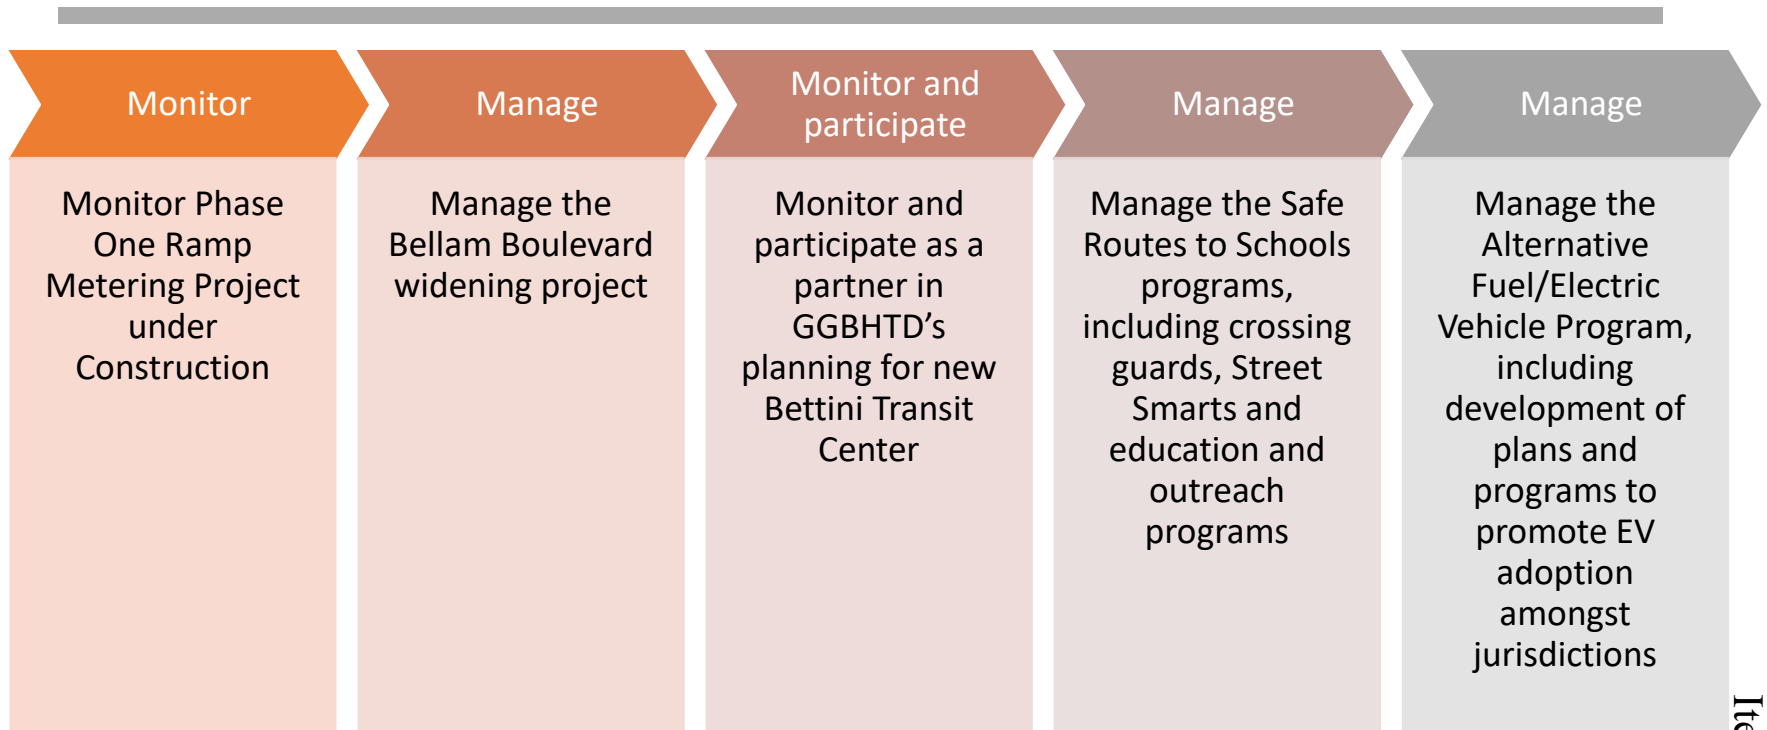 Monitor
Monitor Phase
One Ramp
Metering Project
under
Construction
Manage
Manage the
Bellam Boulevard
widening project
Monitor and
participate
Monitor and
participate as a
partner in
GGBHTD’s
planning for new
Bettini Transit
Center
Manage
Manage the Safe
Routes to Schools
programs,
including crossing
guards, Street
Smarts and
education and
outreach
programs
Manage
Manage the
Alternative
Fuel/Electric
Vehicle Program,
including
development of
plans and
programs to
promote EV
adoption
amongst
jurisdictions